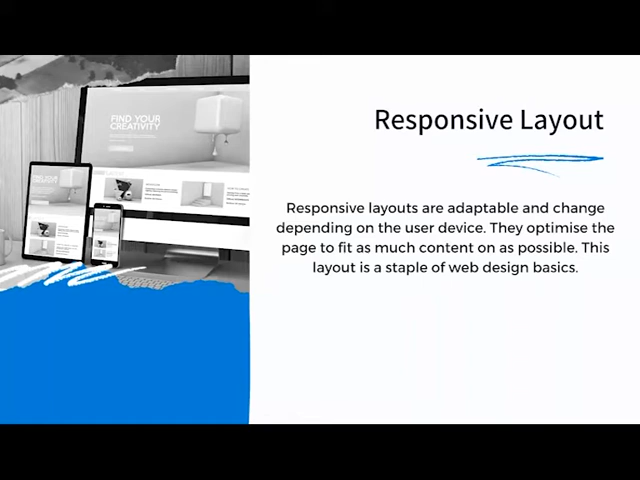 Responsive Layout
Responsive layouts are adaptable and change
depending on the user device. They optimise the
page to fit as much content on as possible. This
layout is a staple of web design basics.
FIND YOUR
CREATIVITY